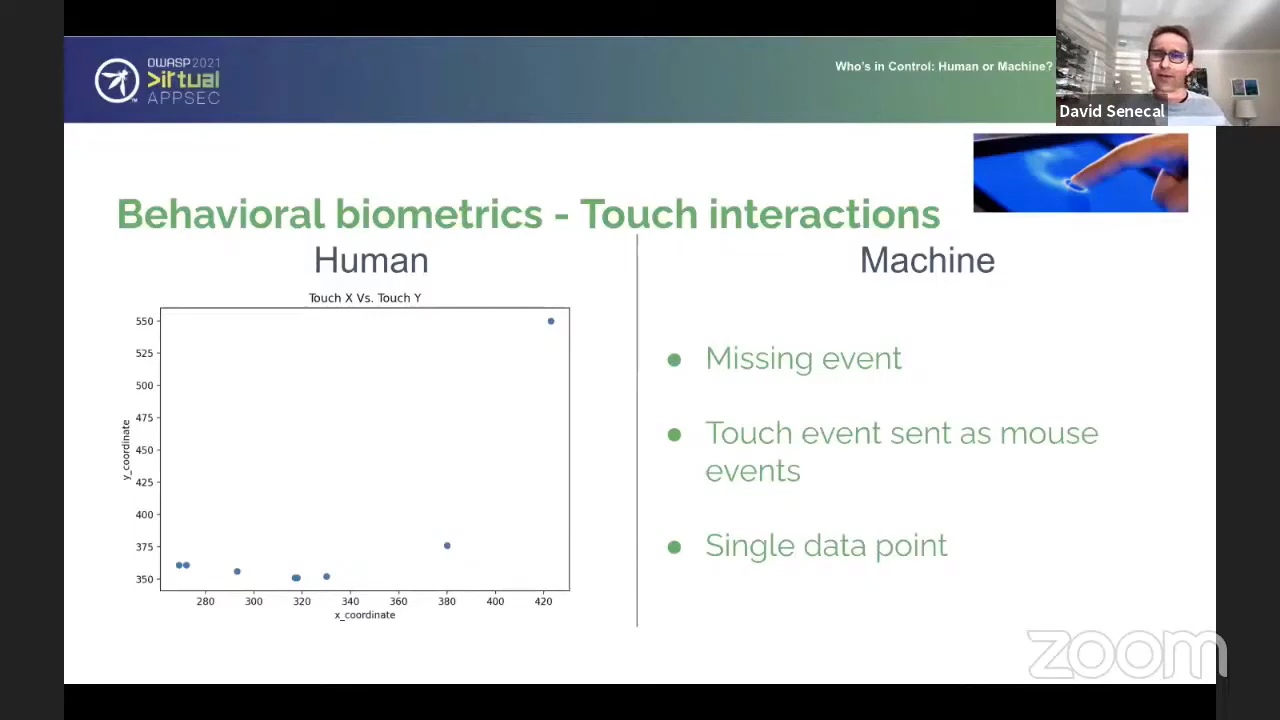 OWASP 2021
>irtual
APPSEC
Who's in Control: Human or Machine?
David Senecal
Behavioral biometrics - Touch interactions
Human
Machine
Touch X Vs. Touch Y
550
525
500
475
450
425
400
375
350
y_coordinate
280
300
320
340
360
380
400
420
x_coordinate
Missing event
Touch event sent as mouse
events
Single data point
zoom